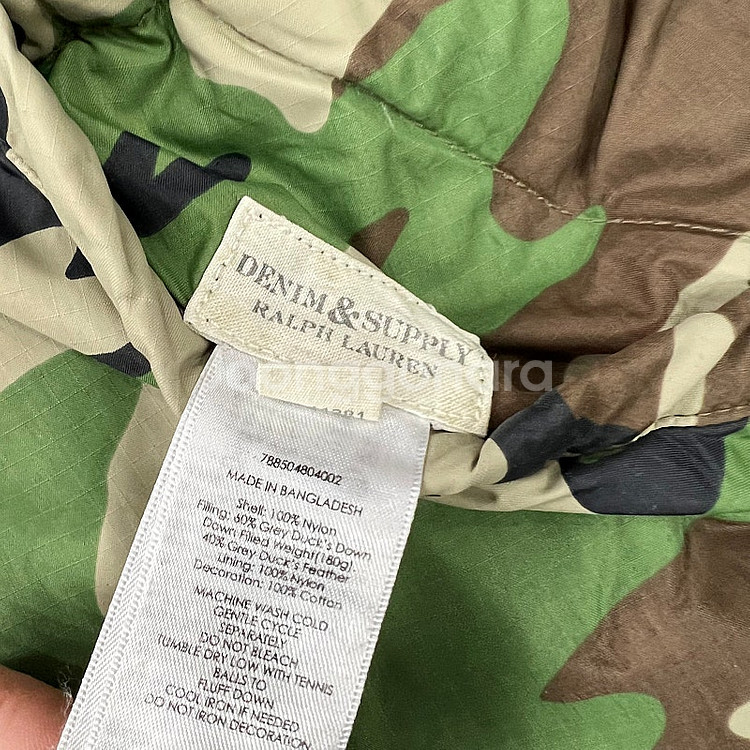 DENIM & SUPPLY
RALPH LAUREN
788504804002
MADE IN BANGLADESH
Shell: 100% Nylon
Filling: 60% Grey Duck's Down
Down Filled Weight(180g)
40% Grey Duck's Feather
Lining: 100% Nylon
Decoration: 100% Cotton
MACHINE WASH COLD
GENTLE CYCLE
SEPARATELY
DO NOT BLEACH
TUMBLE DRY LOW WITH TENNIS
BALLS TO
FLUFF DOWN
COOL IRON IF NEEDED
DO NOT IRON DECORATION